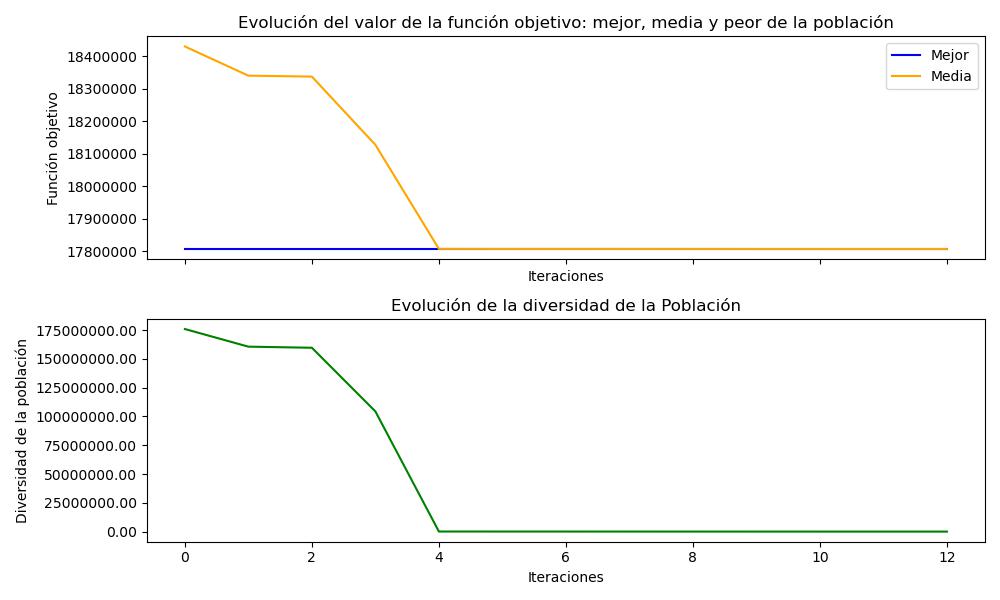 Evolución del valor de la función objetivo: mejor, media y peor de la población
Mejor
Media
Función objetivo
18400000
18300000
18200000
18100000
18000000
17900000
17800000
Iteraciones
Evolución de la diversidad de la Población
Diversidad de la población
175000000.00
150000000.00
125000000.00
100000000.00
75000000.00
50000000.00
25000000.00
0.00
0 2 4 6 8 10 12
Iteraciones